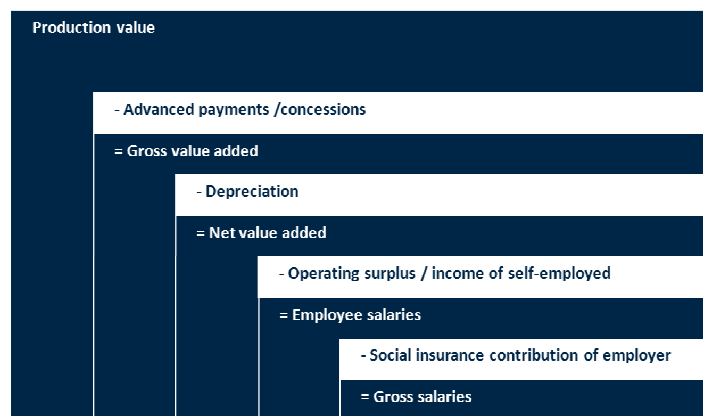 Production value
- Advanced payments /concessions
= Gross value added
- Depreciation
= Net value added
- Operating surplus / income of self-employed
= Employee salaries
- Social insurance contribution of employer
= Gross salaries